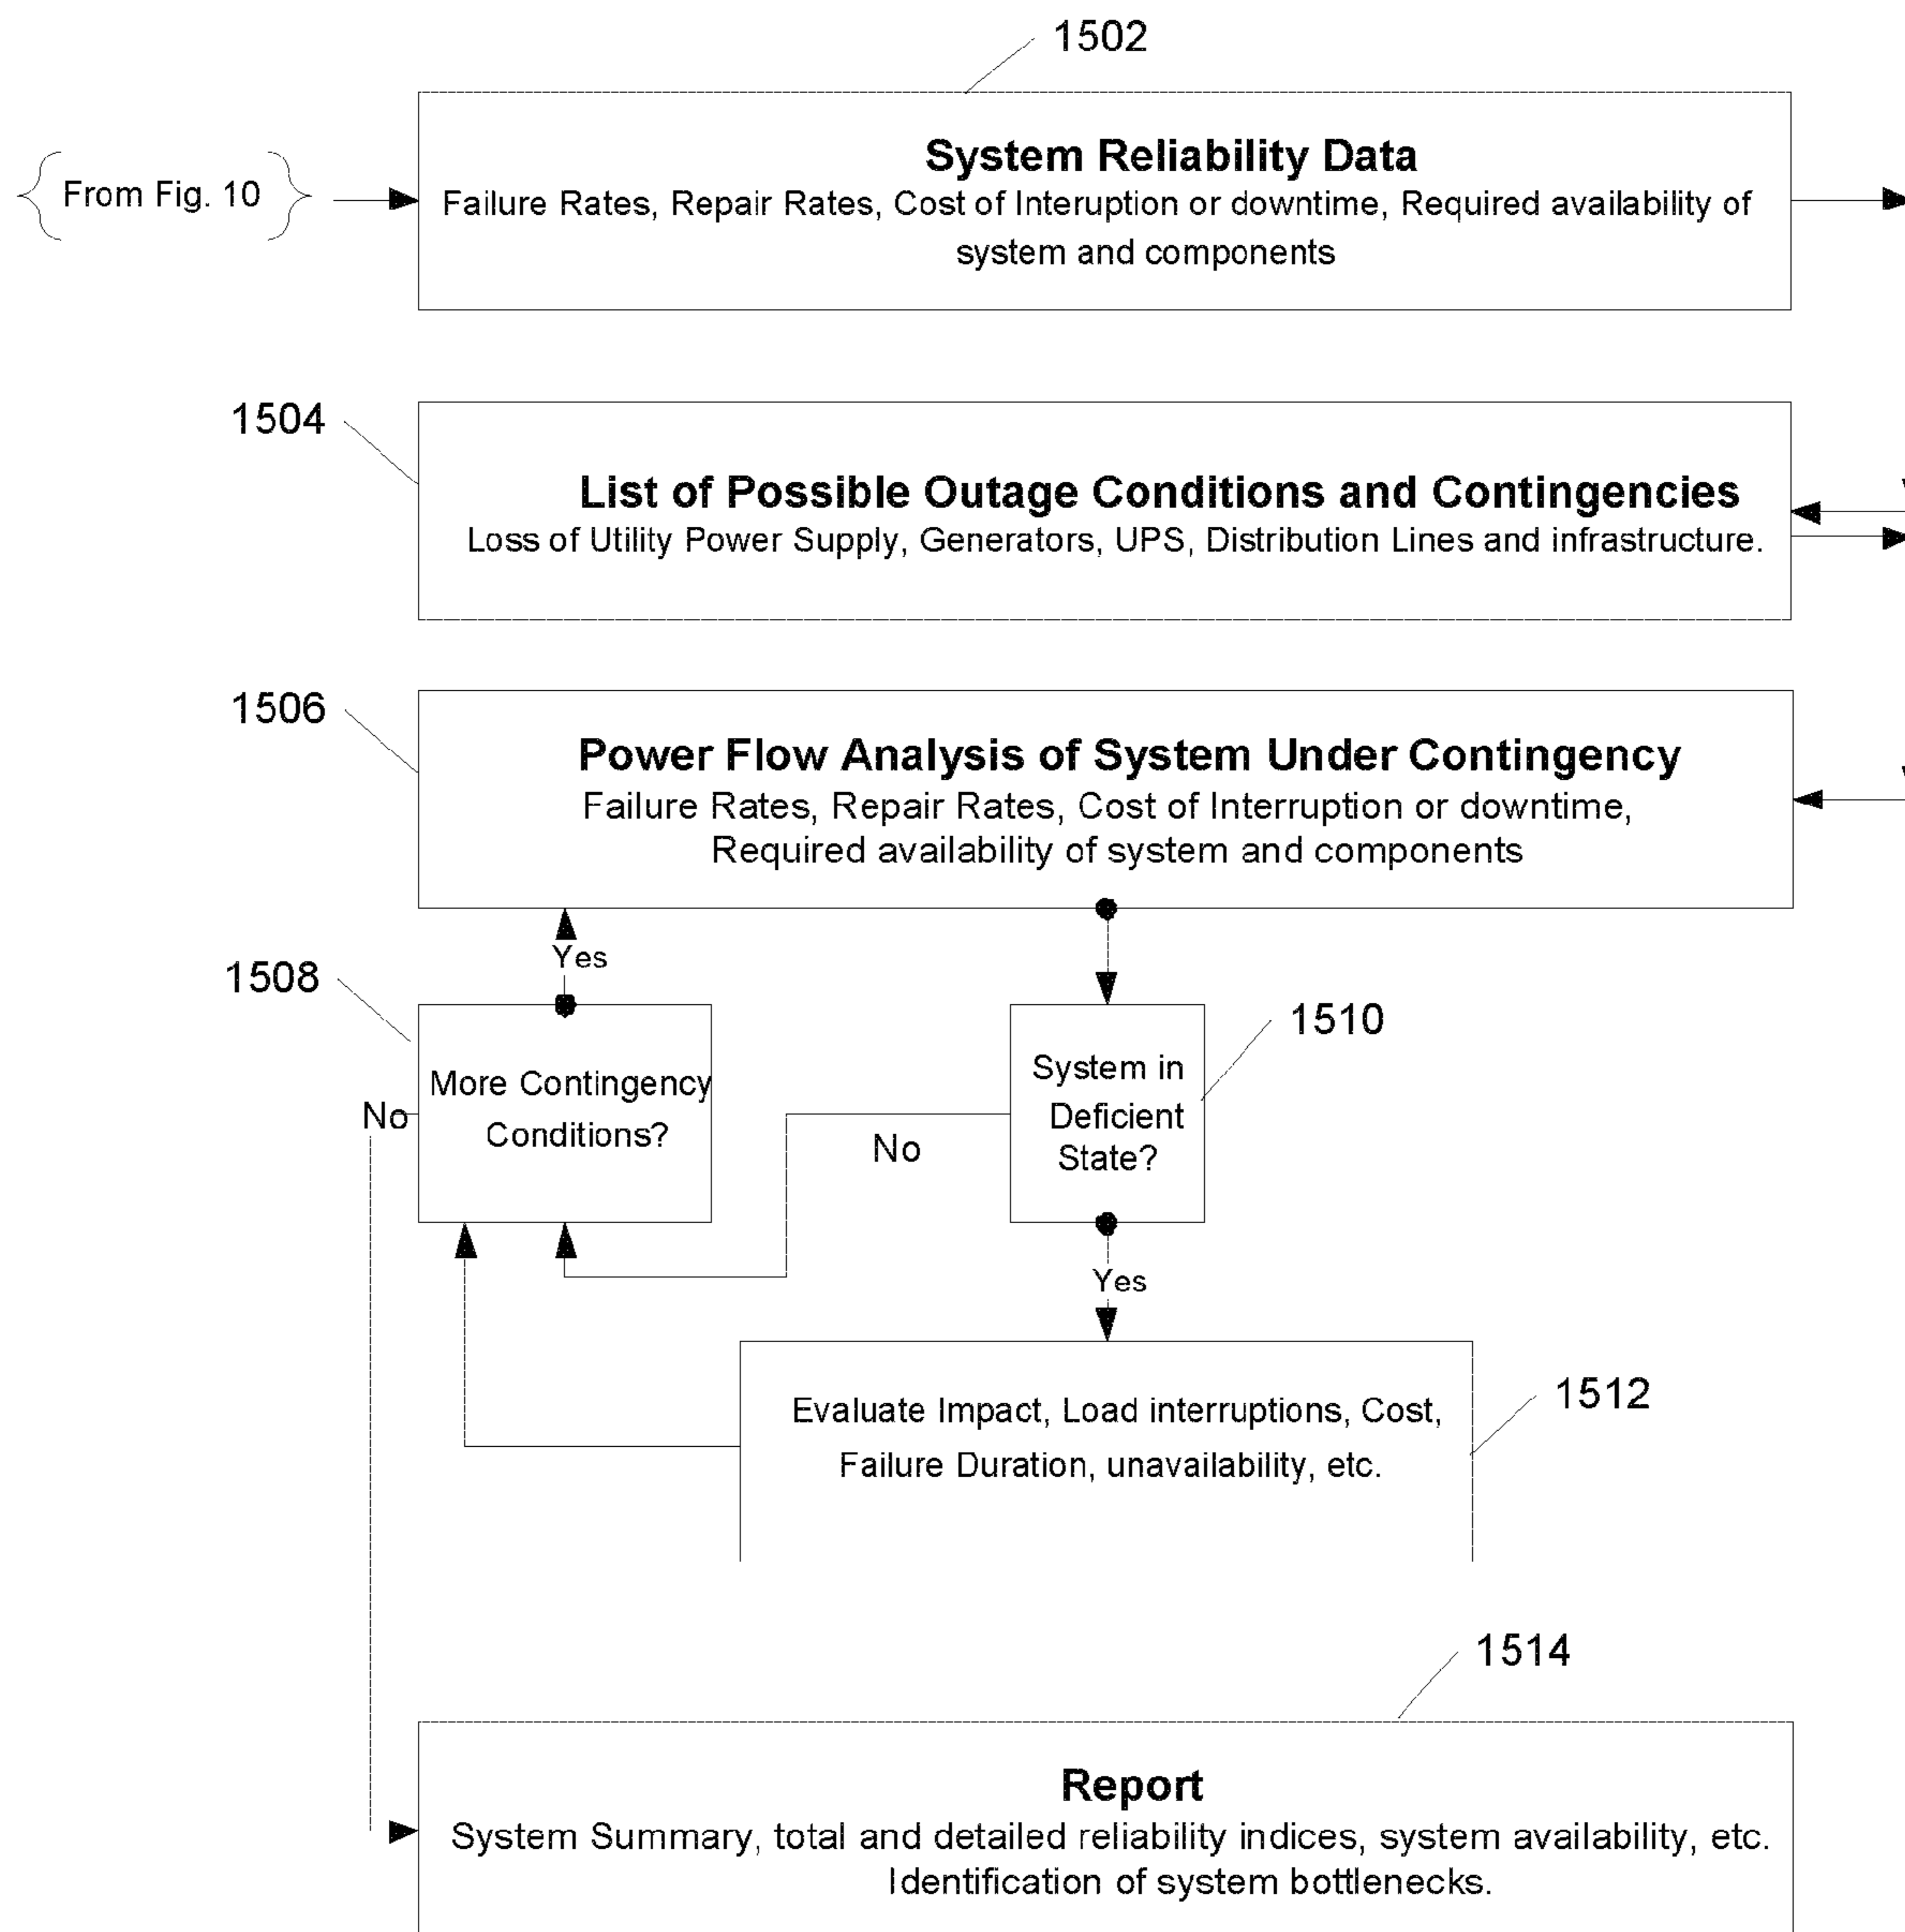 1502
System Reliability Data
From Fig. 10
Failure Rates, Repair Rates, Cost of Interuption or downtime, Required availability of
system and components
1504
List of Possible Outage Conditions and Contingencies
Loss of Utility Power Supply, Generators, UPS, Distribution Lines and infrastructure.
1506
Power Flow Analysis of System Under Contingency
Failure Rates, Repair Rates, Cost of Interruption or downtime,
Required availability of system and components
Yes
1508
1510
More Contingency
Conditions?
No
System in
Deficient
State?
No
Yes
1512
Evaluate Impact, Load interruptions, Cost,
Failure Duration, unavailability, etc.
1514
Report
System Summary, total and detailed reliability indices, system availability, etc.
Identification of system bottlenecks.